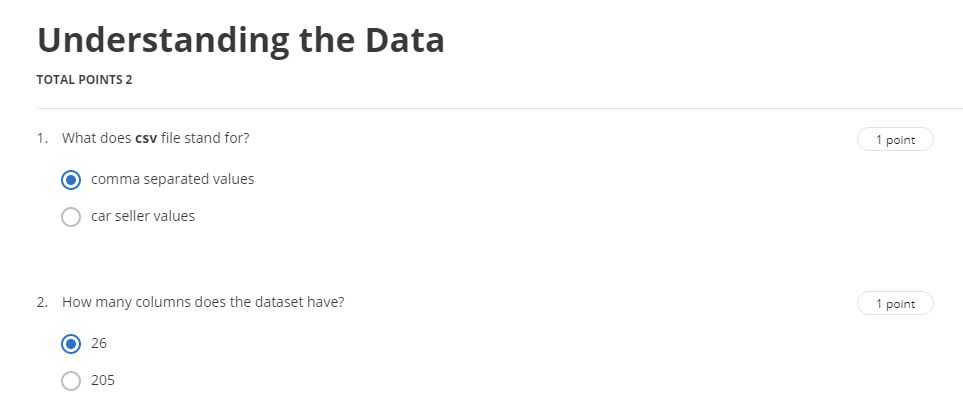 Understanding the Data
TOTAL POINTS 2
1. What does csv file stand for?
1 point
comma separated values
car seller values
2. How many columns does the dataset have?
1 point
26
205